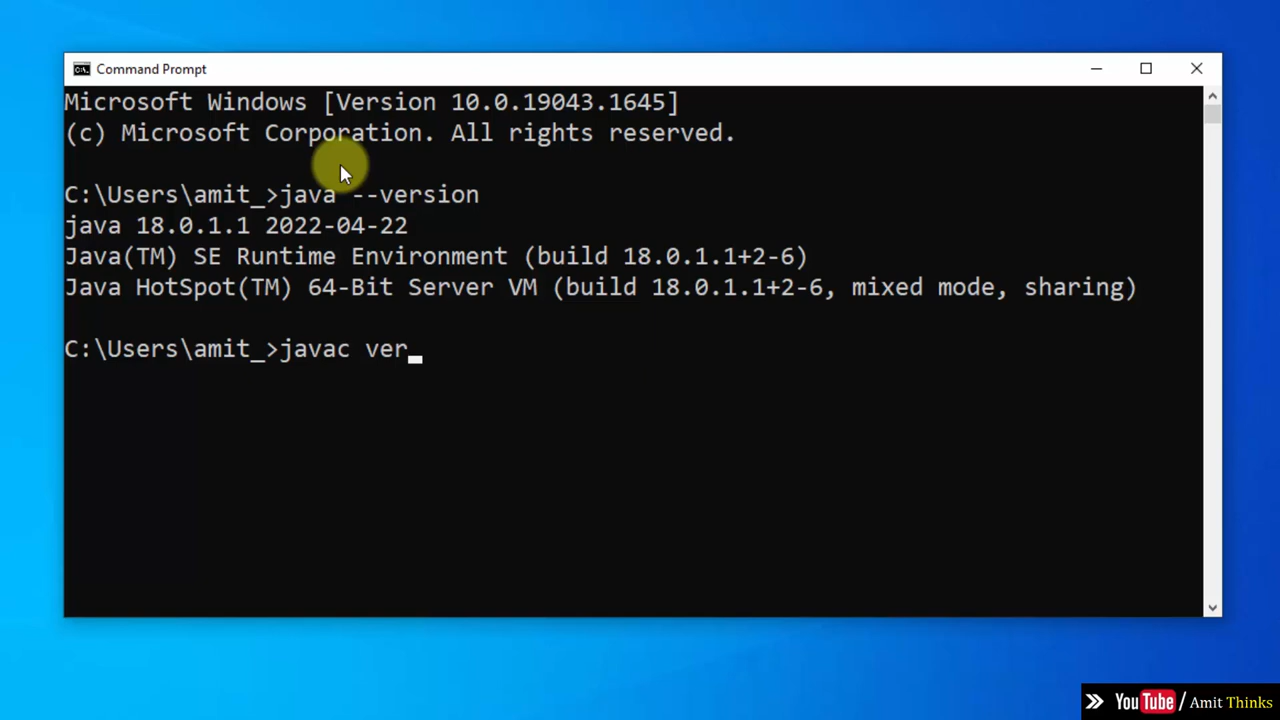 Command Prompt
Microsoft Windows [Version 10.0.19043.1645]
(c) Microsoft Corporation. All rights reserved.
C:\Users\amit_>java --version
java 18.0.1.1 2022-04-22
Java(TM) SE Runtime Environment (build 18.0.1.1+2-6)
Java HotSpot(TM) 64-Bit Server VM (build 18.0.1.1+2-6, mixed mode, sharing)
C:\Users\amit_>javac ver_
YouTube / Amit Thinks